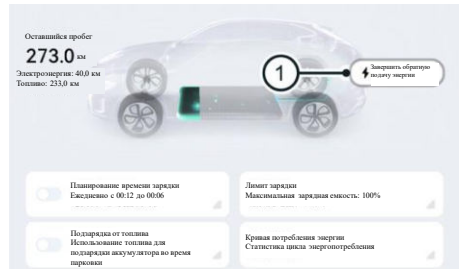 Оставшийся пробег
273.0 км
Электроэнергия: 40,0 км
Топливо: 233,0 км
1
Завершить обратную
подачу энергии
Планирование времени зарядки
Ежедневно с 00:12 до 00:06
Лимит зарядки
Максимальная зарядная емкость: 100%
Подзарядка от топлива
Использование топлива для
подзарядки аккумулятора во время
парковки
Кривая потребления энергии
Статистика цикла энергопотребления